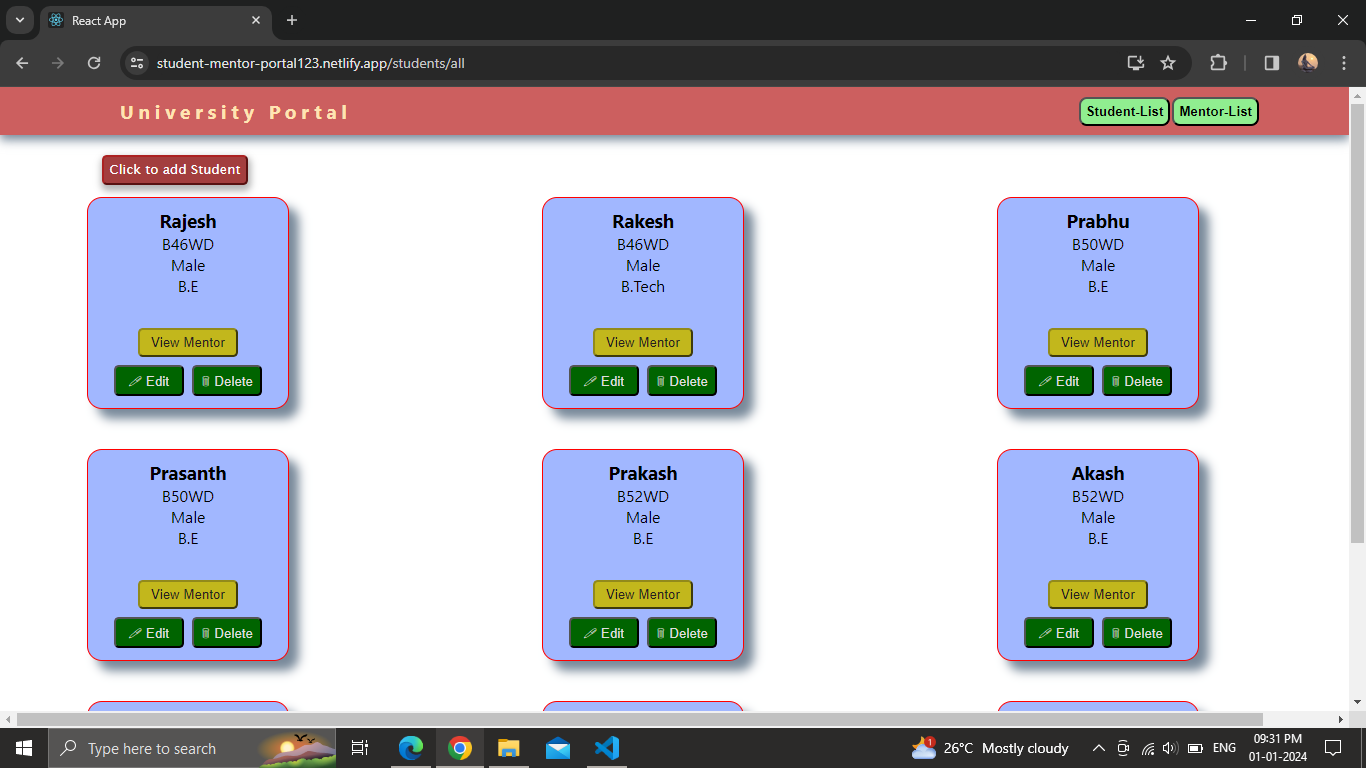 React App
student-mentor-portal123.netlify.app/students/all
University Portal
Student-List Mentor-List
Click to add Student
Rajesh
B46WD
Male
B.E
View Mentor
Edit Delete
Rakesh
B46WD
Male
B.Tech
View Mentor
Edit Delete
Prabhu
B50WD
Male
B.E
View Mentor
Edit Delete
Prasanth
B50WD
Male
B.E
View Mentor
Edit Delete
Prakash
B52WD
Male
B.E
View Mentor
Edit Delete
Akash
B52WD
Male
B.E
View Mentor
Edit Delete
Type here to search
1
26°C Mostly cloudy
ENG
09:31 PM
01-01-2024